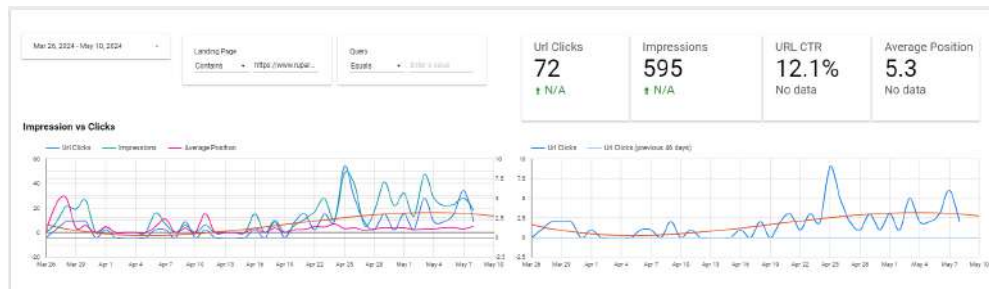 Mar 26, 2024 - May 10, 2024
Landing Page
Contains
https://www.rupar...
Query
Equals
Enter a value
Url Clicks
72
N/A
Impressions
595
N/A
URL CTR
12.1%
No data
Average Position
5.3
No data
Impression vs Clicks
Url Clicks
Impressions
Average Position
60
40
20
0
-20
10
7.5
5
2.5
0
-2.5
Mar 26 Mar 29 Apr 1 Apr 4 Apr 7 Apr 10 Apr 13 Apr 16 Apr 19 Apr 22 Apr 25 Apr 28 May 1 May 4 May 7 May 10
Url Clicks
Url Clicks (previous 46 days)
10
7.5
5
2.5
0
-2.5
Mar 26 Mar 29 Apr 1 Apr 4 Apr 7 Apr 10 Apr 13 Apr 16 Apr 19 Apr 22 Apr 25 Apr 28 May 1 May 4 May 7 May 10